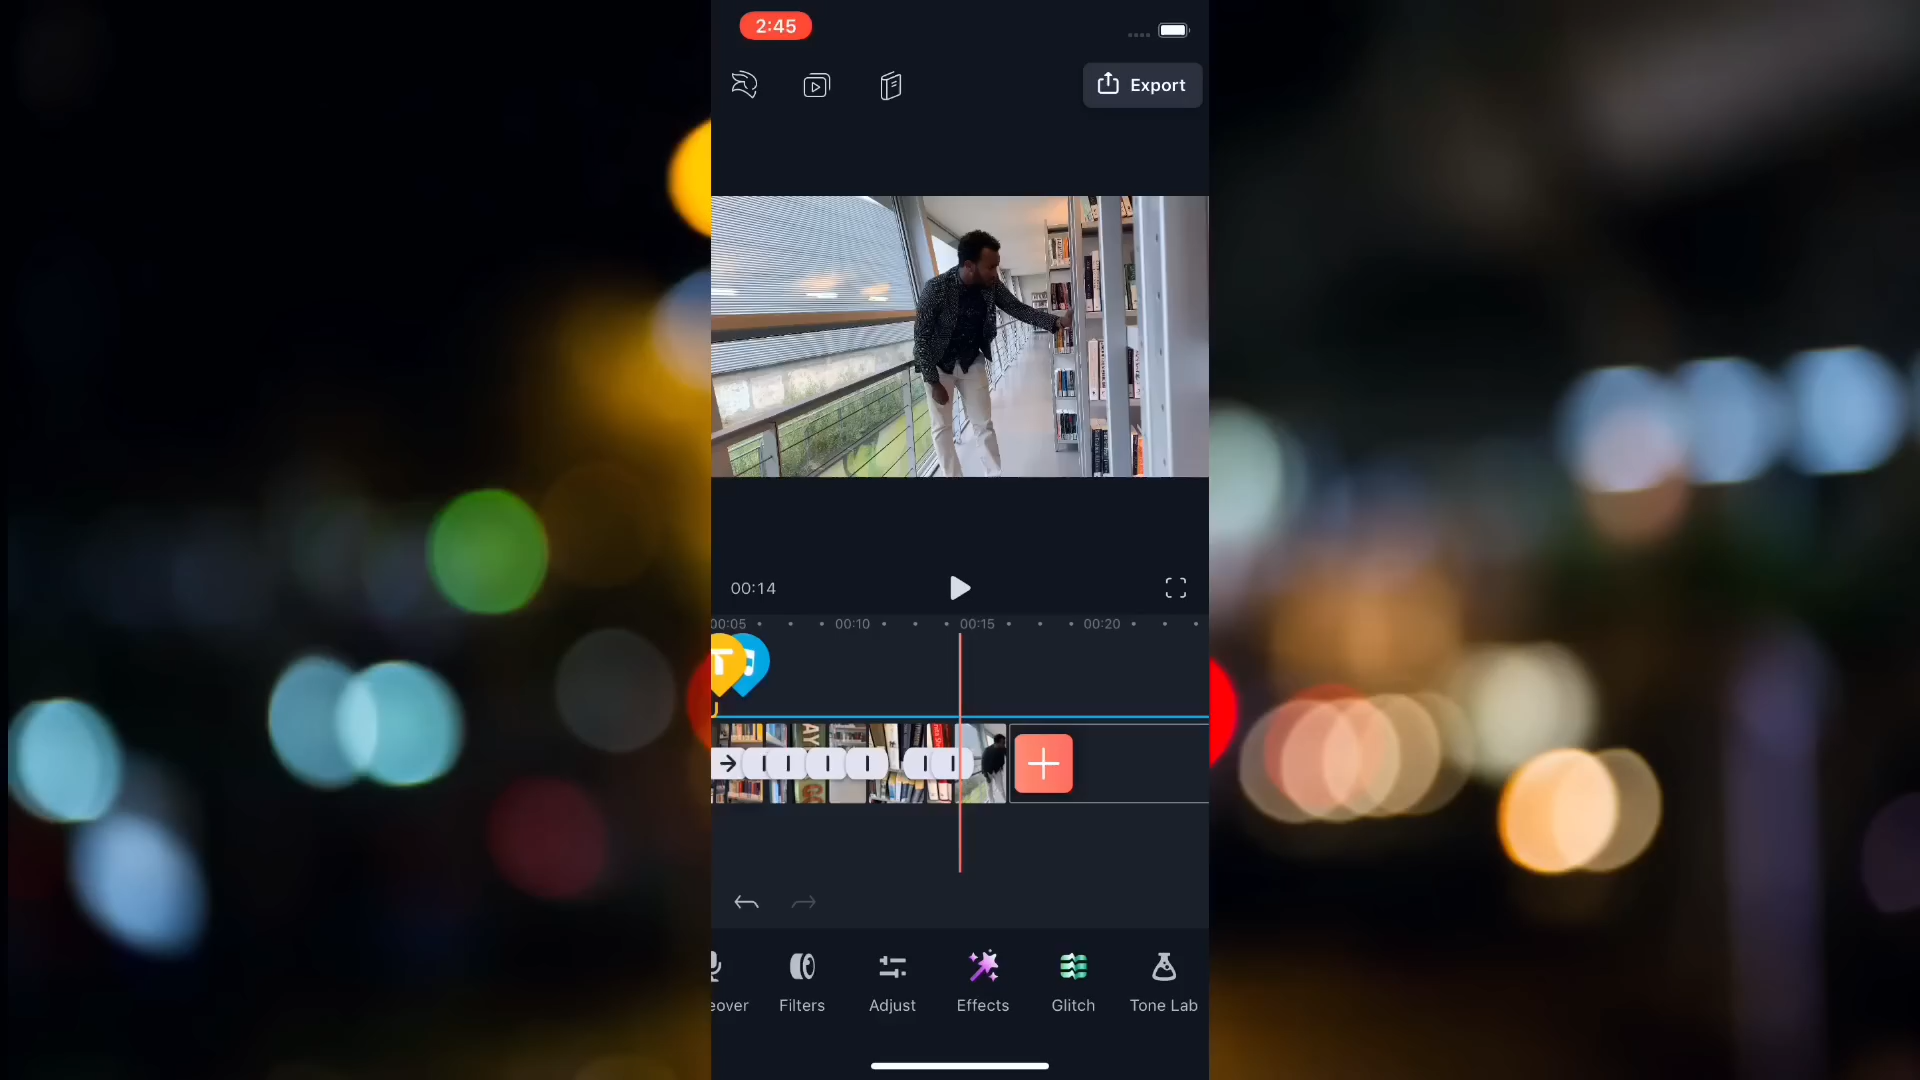 2:45
Export
00:14
00:05 00:10 00:15 00:20
T
AY
eover Filters Adjust Effects Glitch Tone Lab